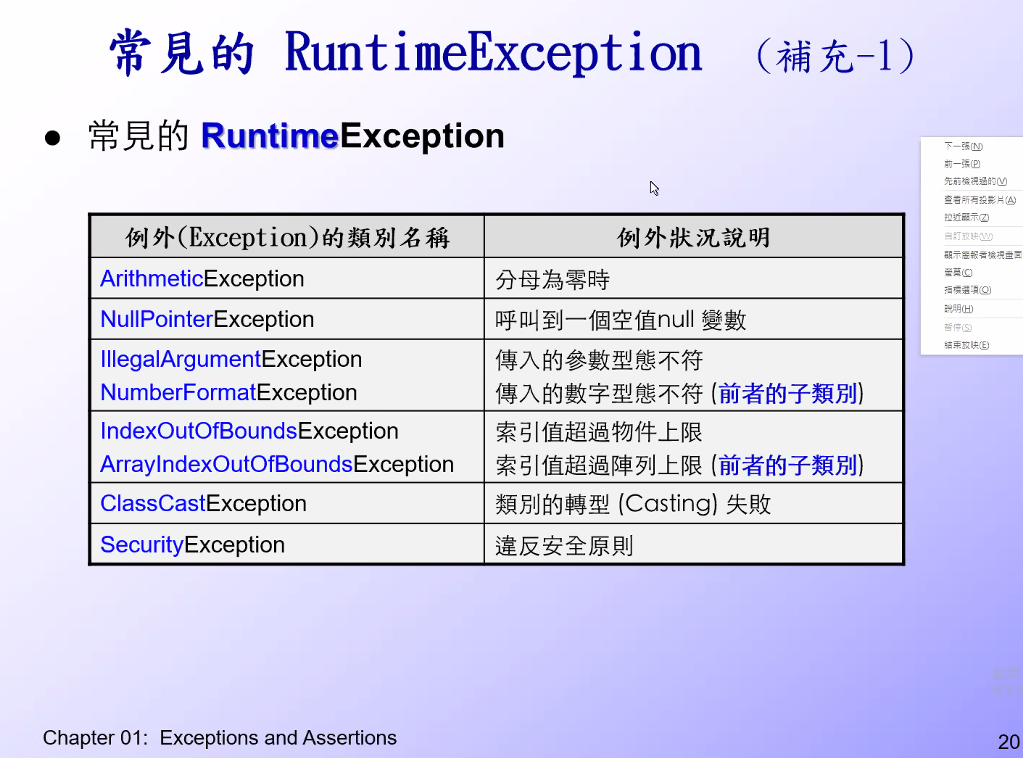 常見的 RuntimeException （補充-1）
● 常見的 RuntimeException
例外(Exception)的類別名稱 例外狀況說明
ArithmeticException 分母為零時
NullPointerException 呼叫到一個空值null 變數
IllegalArgumentException 傳入的參數型態不符
NumberFormatException 傳入的數字型態不符 (前者的子類別)
IndexOutOfBoundsException 索引值超過物件上限
ArrayIndexOutOfBoundsException 索引值超過陣列上限 (前者的子類別)
ClassCastException 類別的轉型 (Casting) 失敗
SecurityException 違反安全原則
下一張(N)
前一張(P)
先前檢視過的(V)
查看所有投影片(A)
拉近顯示(Z)
自訂放映(W)
顯示簡報者檢視畫面
螢幕(C)
指標選項(O)
說明(H)
暫停(S)
結束放映(E)
Chapter 01: Exceptions and Assertions
20